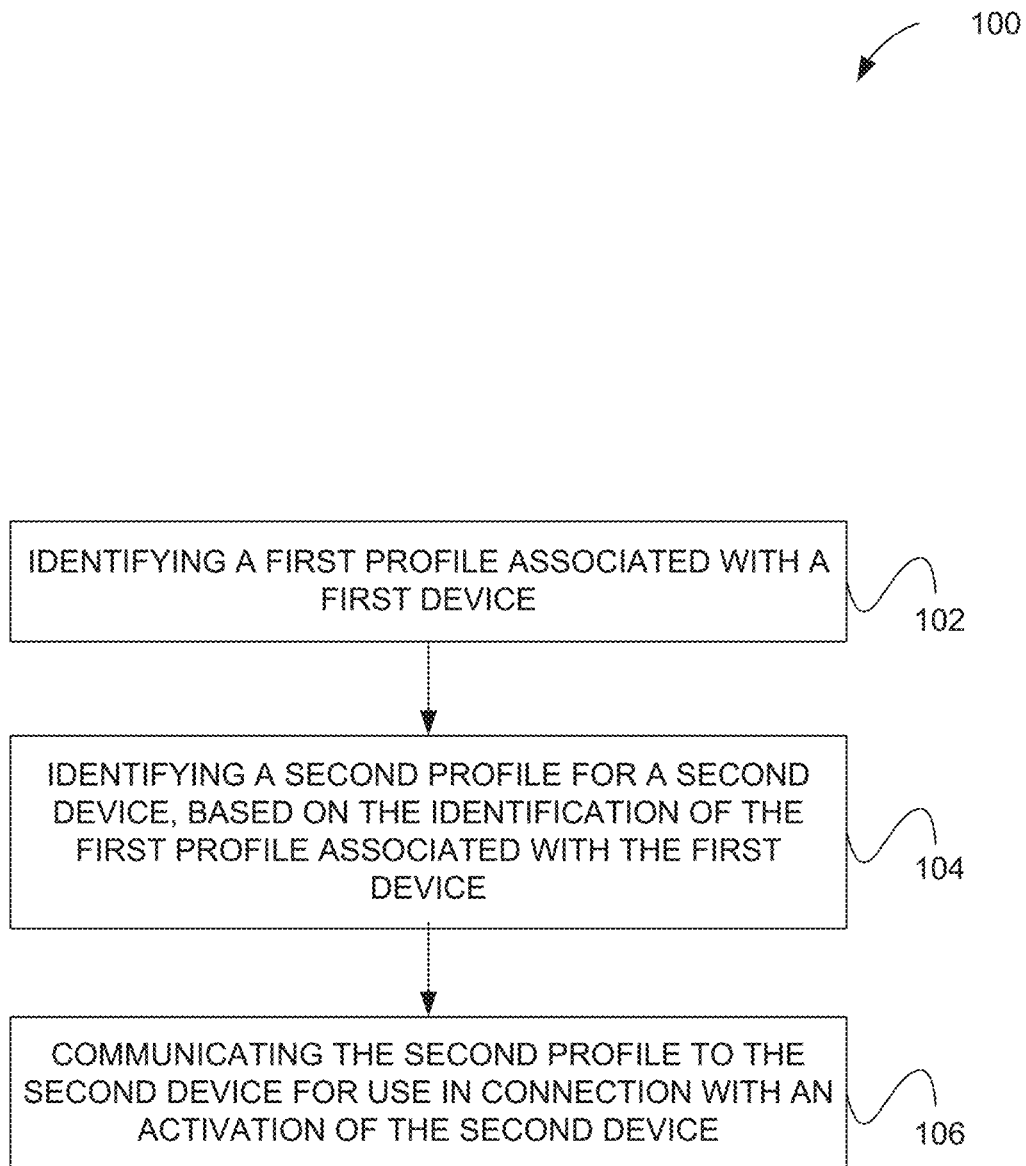 100
IDENTIFYING A FIRST PROFILE ASSOCIATED WITH A
FIRST DEVICE
102
IDENTIFYING A SECOND PROFILE FOR A SECOND
DEVICE, BASED ON THE IDENTIFICATION OF THE
FIRST PROFILE ASSOCIATED WITH THE FIRST
DEVICE
104
COMMUNICATING THE SECOND PROFILE TO THE
SECOND DEVICE FOR USE IN CONNECTION WITH AN
ACTIVATION OF THE SECOND DEVICE
106